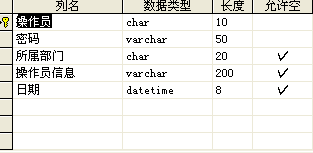 列名 数据类型 长度 允许空
操作员 char 10
密码 varchar 50
所属部门 char 20 ✓
操作员信息 varchar 200 ✓
日期 datetime 8 ✓